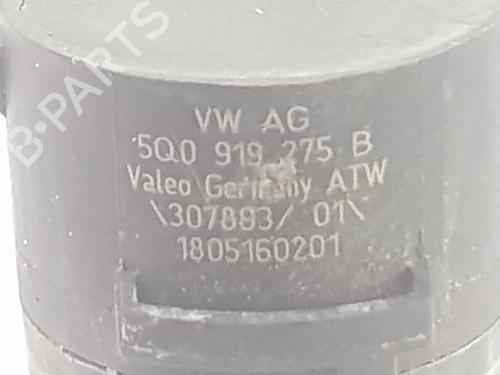 B-PARTS
VW AG
5Q0 919 275 B
Valeo Germany ATW
\307893/ 01\
1805160201